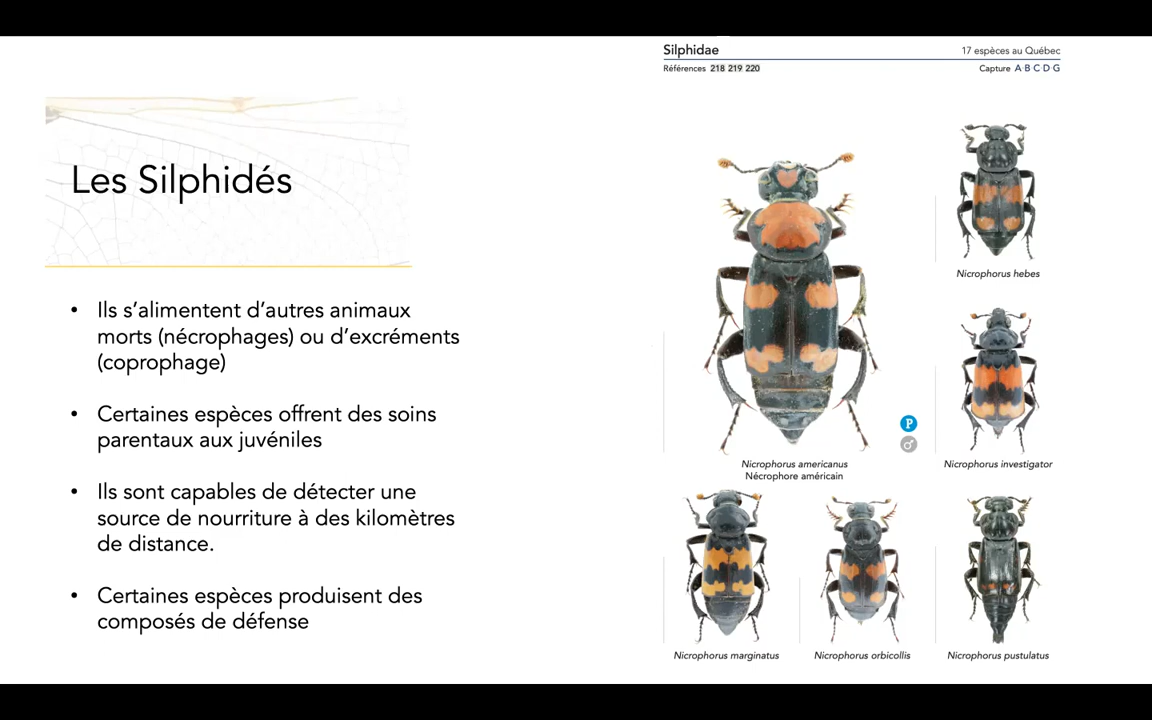 Silphidae
17 espèces au Québec
Références 218 219 220
Capture A B C D G
Les Silphidés
• Ils s’alimentent d’autres animaux
morts (nécrophages) ou d’excréments
(coprophage)
• Certaines espèces offrent des soins
parentaux aux juvéniles
• Ils sont capables de détecter une
source de nourriture à des kilomètres
de distance.
• Certaines espèces produisent des
composés de défense
Nicrophorus hebes
P
♂
Nicrophorus americanus
Nécrophore américain
Nicrophorus investigator
Nicrophorus marginatus
Nicrophorus orbicollis
Nicrophorus pustulatus